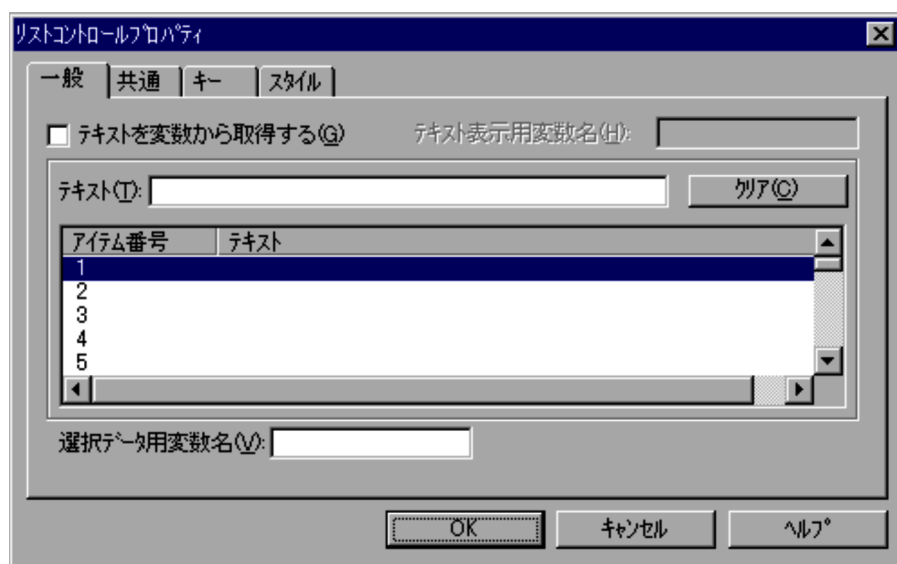 ﾘｽﾄｺﾝﾄﾛｰﾙﾌﾟﾛﾊﾟﾃｨ
一般 共通 ｷｰ ｽﾀｲﾙ
ﾃｷｽﾄを変数から取得する(G) ﾃｷｽﾄ表示用変数名(H):
ﾃｷｽﾄ(T): ｸﾘｱ(C)
ｱｲﾃﾑ番号 ﾃｷｽﾄ
1
2
3
4
5
選択ﾃﾞｰﾀ用変数名(V):
OK ｷｬﾝｾﾙ ﾍﾙﾌﾟ